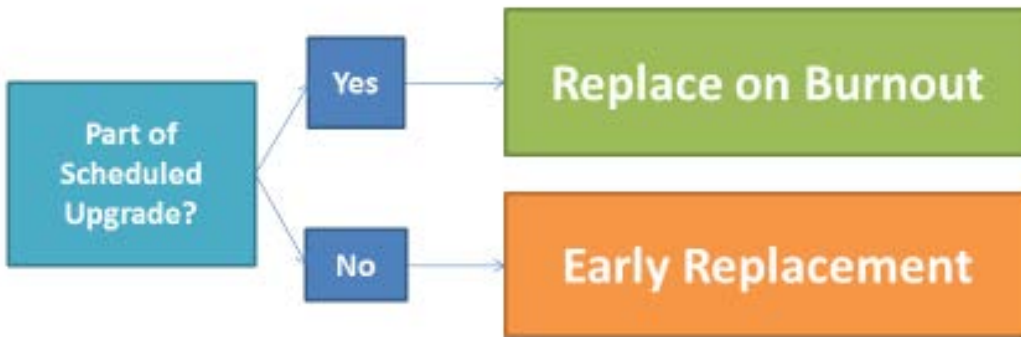 Part of
Scheduled
Upgrade?
Yes
Replace on Burnout
No
Early Replacement